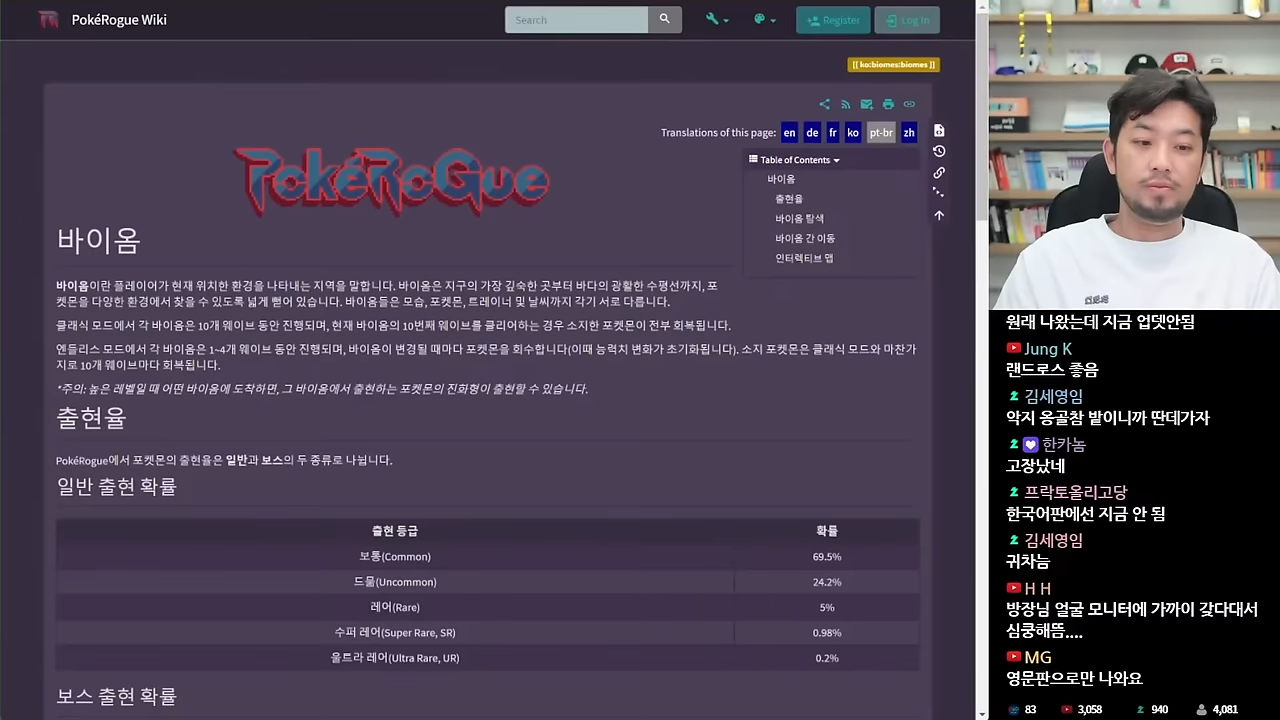 PokéRogue Wiki
Search
Register
Log In
[[ ko:biomes:biomes ]]
Translations of this page: en de fr ko pt-br zh
Table of Contents
바이옴
출현율
바이옴 탐색
바이옴 간 이동
인터렉티브 맵
PokéRoGue
바이옴
바이옴이란 플레이어가 현재 위치한 환경을 나타내는 지역을 말합니다. 바이옴은 지구의 가장 깊숙한 곳부터 바다의 광활한 수평선까지, 포
켓몬을 다양한 환경에서 찾을 수 있도록 넓게 뻗어 있습니다. 바이옴들은 모습, 포켓몬, 트레이너 및 날씨까지 각기 서로 다릅니다.
클래식 모드에서 각 바이옴은 10개 웨이브 동안 진행되며, 현재 바이옴의 10번째 웨이브를 클리어하는 경우 소지한 포켓몬이 전부 회복됩니다.
엔들리스 모드에서 각 바이옴은 1~4개 웨이브 동안 진행되며, 바이옴이 변경될 때마다 포켓몬을 회수합니다(이때 능력치 변화가 초기화됩니다). 소지 포켓몬은 클래식 모드와 마찬가
지로 10개 웨이브마다 회복됩니다.
*주의: 높은 레벨일 때 어떤 바이옴에 도착하면, 그 바이옴에서 출현하는 포켓몬의 진화형이 출현할 수 있습니다.
출현율
PokéRogue에서 포켓몬의 출현율은 일반과 보스의 두 종류로 나뉩니다.
일반 출현 확률
출현 등급 확률
보통(Common) 69.5%
드묾(Uncommon) 24.2%
레어(Rare) 5%
수퍼 레어(Super Rare, SR) 0.98%
울트라 레어(Ultra Rare, UR) 0.2%
보스 출현 확률
원래 나왔는데 지금 업뎃안됨
Jung K
랜드로스 좋음
김세영임
악지 옹골참 밭이니까 딴데가자
한카놈
고장났네
프락토올리고당
한국어판에선 지금 안 됨
김세영임
귀차늠
H H
방장님 얼굴 모니터에 가까이 갖다대서
심쿵해뜸....
MG
영문판으로만 나와요
83 3,058 940 4,081